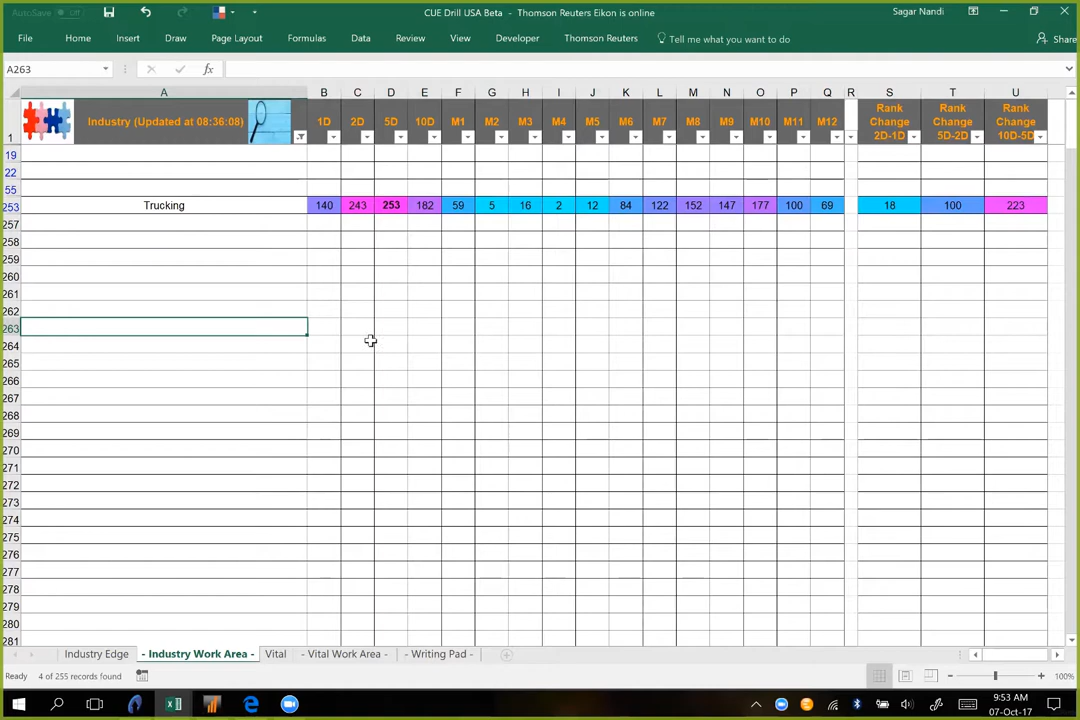 AutoSave Off
CUE Drill USA Beta - Thomson Reuters Eikon is online
Sagar Nandi
File Home Insert Draw Page Layout Formulas Data Review View Developer Thomson Reuters Tell me what you want to do Share
A263 fx
A B C D E F G H I J K L M N O P Q R S T U
1 Industry (Updated at 08:36:08) 1D 2D 5D 10D M1 M2 M3 M4 M5 M6 M7 M8 M9 M10 M11 M12 Rank Change 2D-1D Rank Change 5D-2D Rank Change 10D-5D
19
22
55
253 Trucking 140 243 253 182 59 5 16 2 12 84 122 152 147 177 100 69 18 100 223
257
258
259
260
261
262
263
264
265
266
267
268
269
270
271
272
273
274
275
276
277
278
279
280
281
Industry Edge - Industry Work Area - Vital - Vital Work Area - - Writing Pad -
Ready 4 of 255 records found 100%
9:53 AM
07-Oct-17